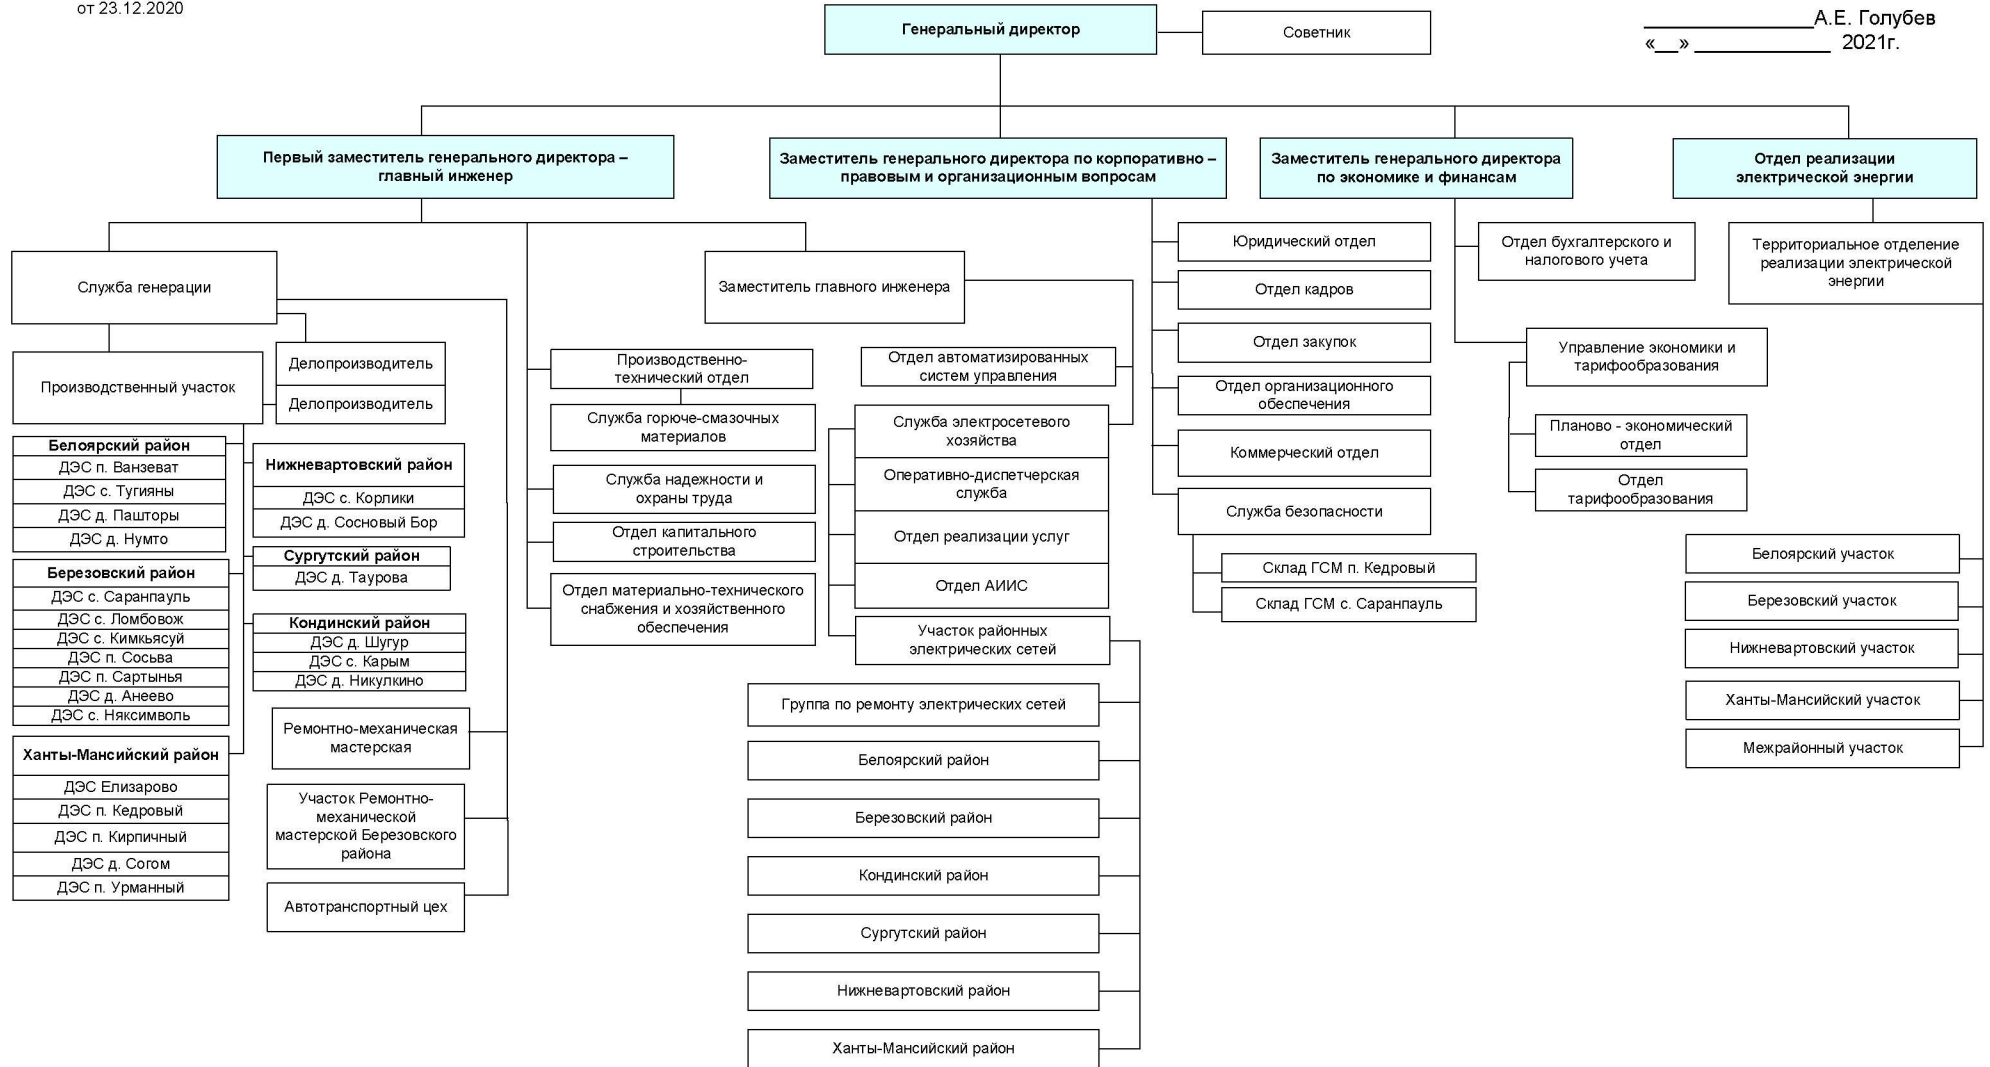 от 23.12.2020
Генеральный директор
Советник
______________А.Е. Голубев
«__» ____________ 2021г.
Первый заместитель генерального директора –
главный инженер
Заместитель генерального директора по корпоративно –
правовым и организационным вопросам
Заместитель генерального директора
по экономике и финансам
Отдел реализации
электрической энергии
Служба генерации
Производственный участок
Делопроизводитель
Делопроизводитель
Белоярский район
ДЭС п. Ванзеват
ДЭС с. Тугияны
ДЭС д. Пашторы
ДЭС д. Нумто
Березовский район
ДЭС с. Саранпауль
ДЭС с. Ломбовож
ДЭС с. Кимкьясуй
ДЭС п. Сосьва
ДЭС п. Сартынья
ДЭС д. Анеево
ДЭС с. Няксимволь
Ханты-Мансийский район
ДЭС Елизарово
ДЭС п. Кедровый
ДЭС п. Кирпичный
ДЭС д. Согом
ДЭС п. Урманный
Нижневартовский район
ДЭС с. Корлики
ДЭС д. Сосновый Бор
Сургутский район
ДЭС д. Таурова
Кондинский район
ДЭС д. Шугур
ДЭС с. Карым
ДЭС д. Никулкино
Ремонтно-механическая
мастерская
Участок Ремонтно-
механической
мастерской Березовского
района
Автотранспортный цех
Производственно-
технический отдел
Служба горюче-смазочных
материалов
Служба надежности и
охраны труда
Отдел капитального
строительства
Отдел материально-технического
снабжения и хозяйственного
обеспечения
Заместитель главного инженера
Отдел автоматизированных
систем управления
Служба электросетевого
хозяйства
Оперативно-диспетчерская
служба
Отдел реализации услуг
Отдел АИИС
Участок районных
электрических сетей
Группа по ремонту электрических сетей
Белоярский район
Березовский район
Кондинский район
Сургутский район
Нижневартовский район
Ханты-Мансийский район
Юридический отдел
Отдел кадров
Отдел закупок
Отдел организационного
обеспечения
Коммерческий отдел
Служба безопасности
Склад ГСМ п. Кедровый
Склад ГСМ с. Саранпауль
Отдел бухгалтерского и
налогового учета
Управление экономики и
тарифообразования
Планово - экономический
отдел
Отдел
тарифообразования
Территориальное отделение
реализации электрической
энергии
Белоярский участок
Березовский участок
Нижневартовский участок
Ханты-Мансийский участок
Межрайонный участок